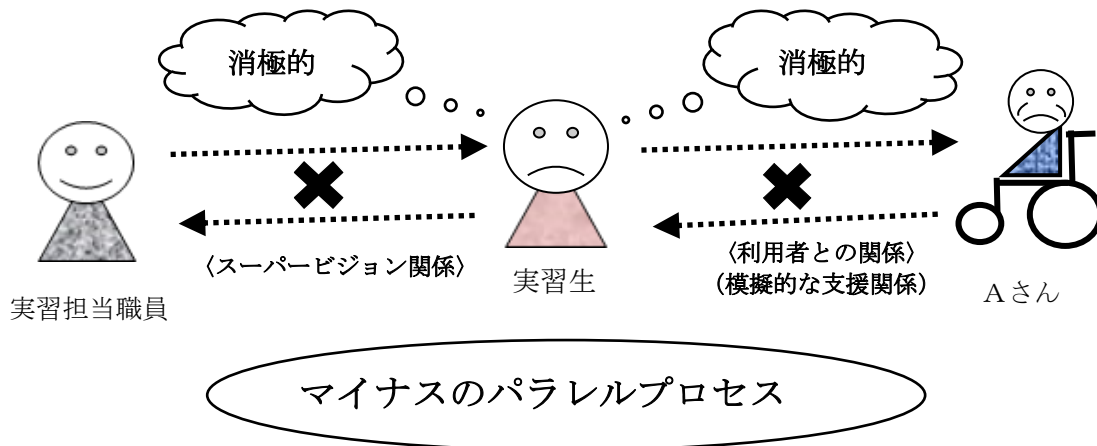 消極的
消極的
〈スーパービジョン関係〉
〈利用者との関係〉
(模擬的な支援関係)
実習担当職員
実習生
Aさん
マイナスのパラレルプロセス